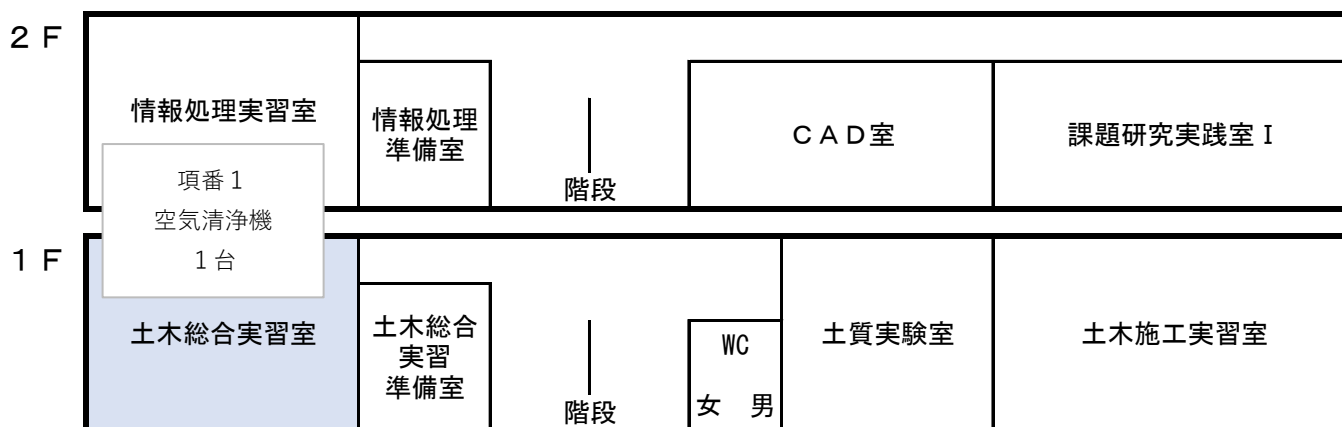 ２Ｆ
情報処理実習室
情報処理
準備室
階段
ＣＡＤ室
課題研究実践室Ⅰ
項番１
空気清浄機
１台
１Ｆ
土木総合実習室
土木総合
実習
準備室
階段
WC
女　男
土質実験室
土木施工実習室